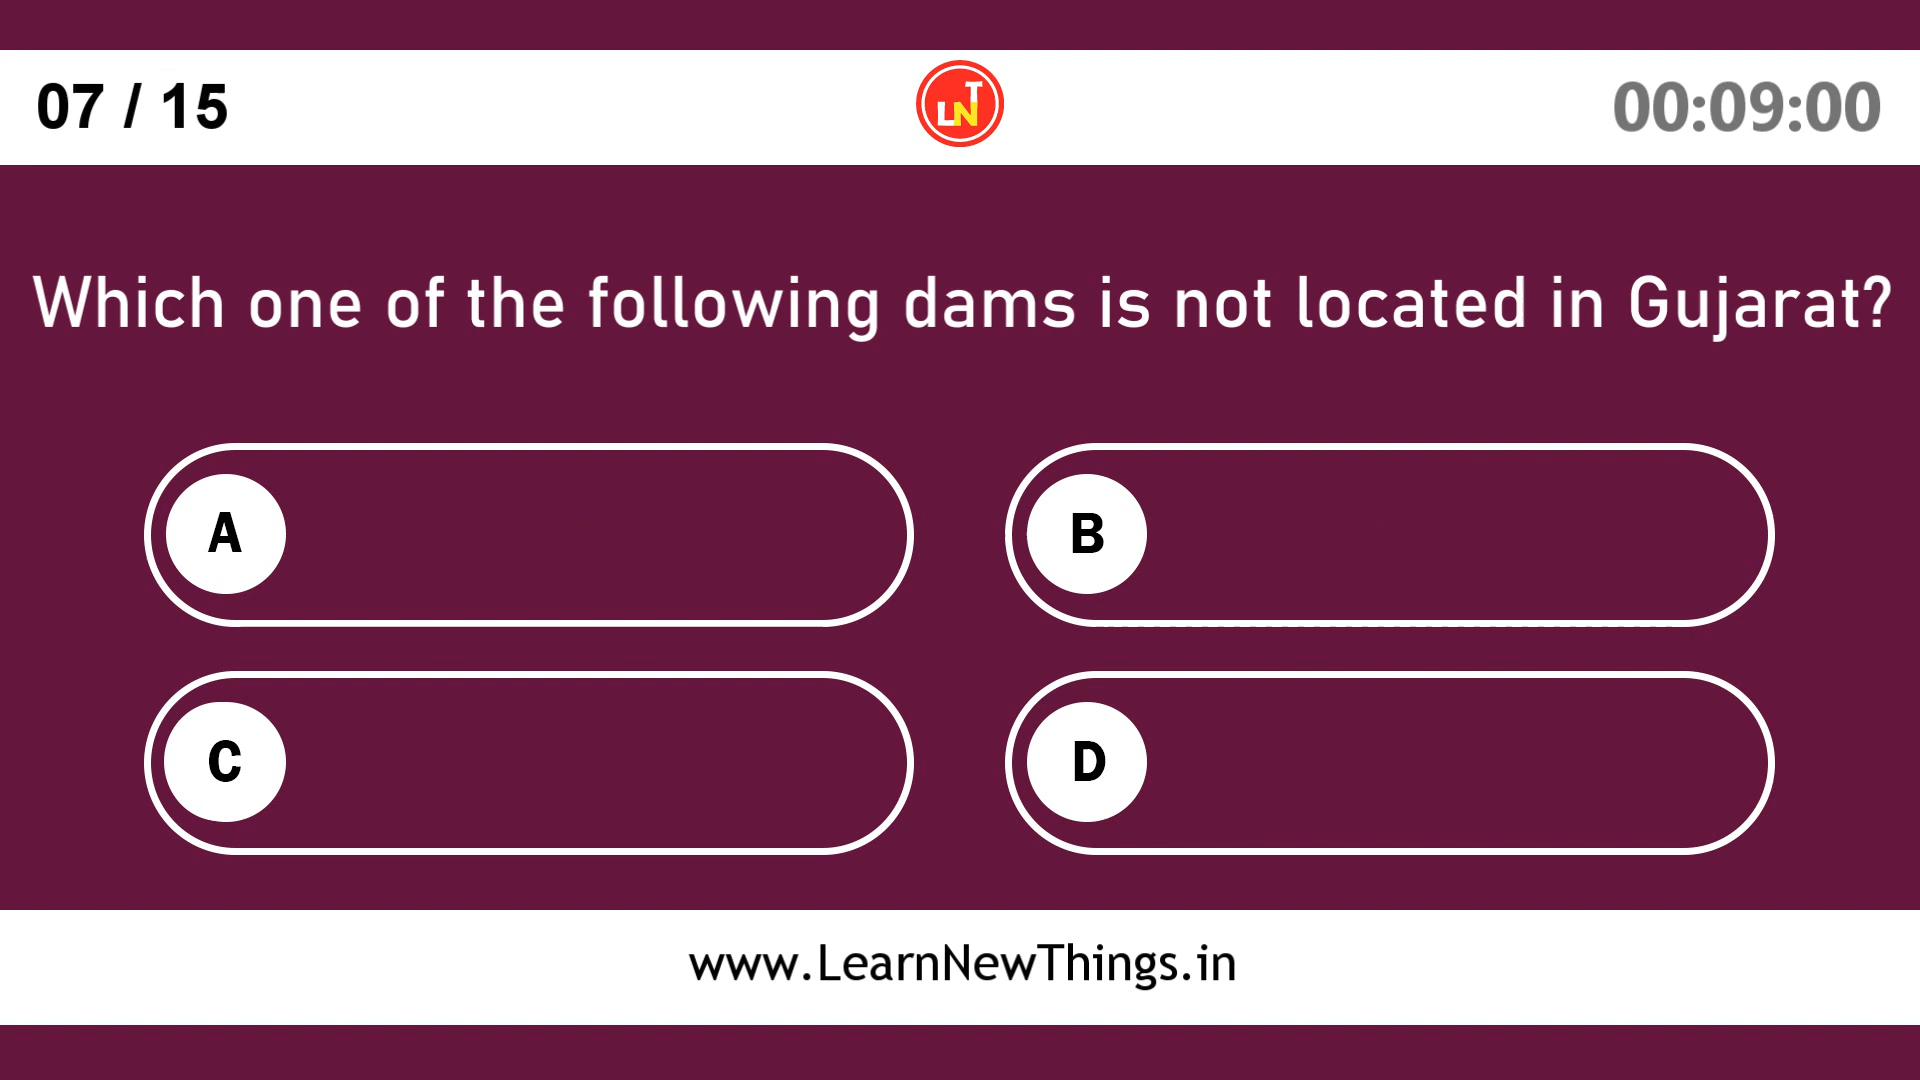 07 / 15
LNT
00:09:00
Which one of the following dams is not located in Gujarat?
A
B
C
D
www.LearnNewThings.in